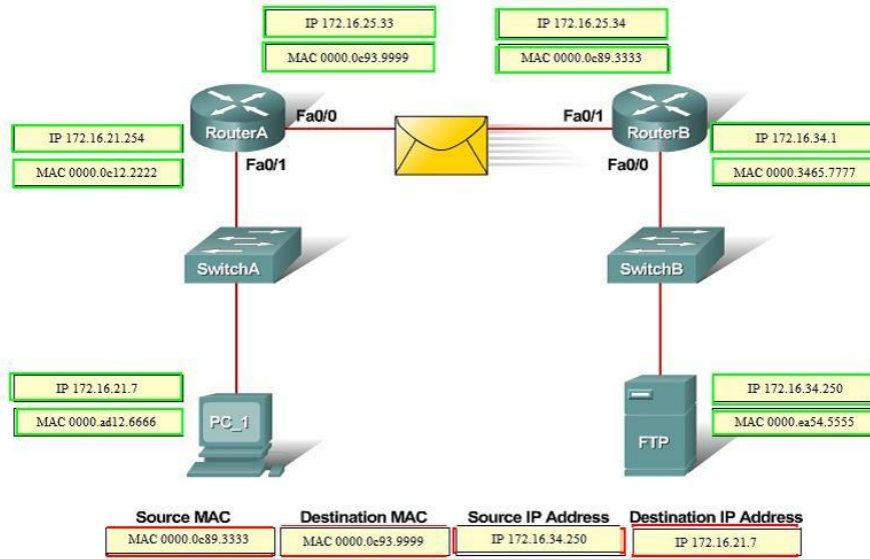 IP 172.16.25.33
IP 172.16.25.34
MAC 0000.0c93.9999
MAC 0000.0c89.3333
Fa0/0
Fa0/1
RouterA
RouterB
IP 172.16.21.254
IP 172.16.34.1
Fa0/1
Fa0/0
MAC 0000.0c12.2222
MAC 0000.3465.7777
SwitchA
SwitchB
IP 172.16.21.7
IP 172.16.34.250
MAC 0000.ad12.6666
PC_1
MAC 0000.ea54.5555
FTP
Source MAC Destination MAC Source IP Address Destination IP Address
MAC 0000.0c89.3333 MAC 0000.0c93.9999 IP 172.16.34.250 IP 172.16.21.7